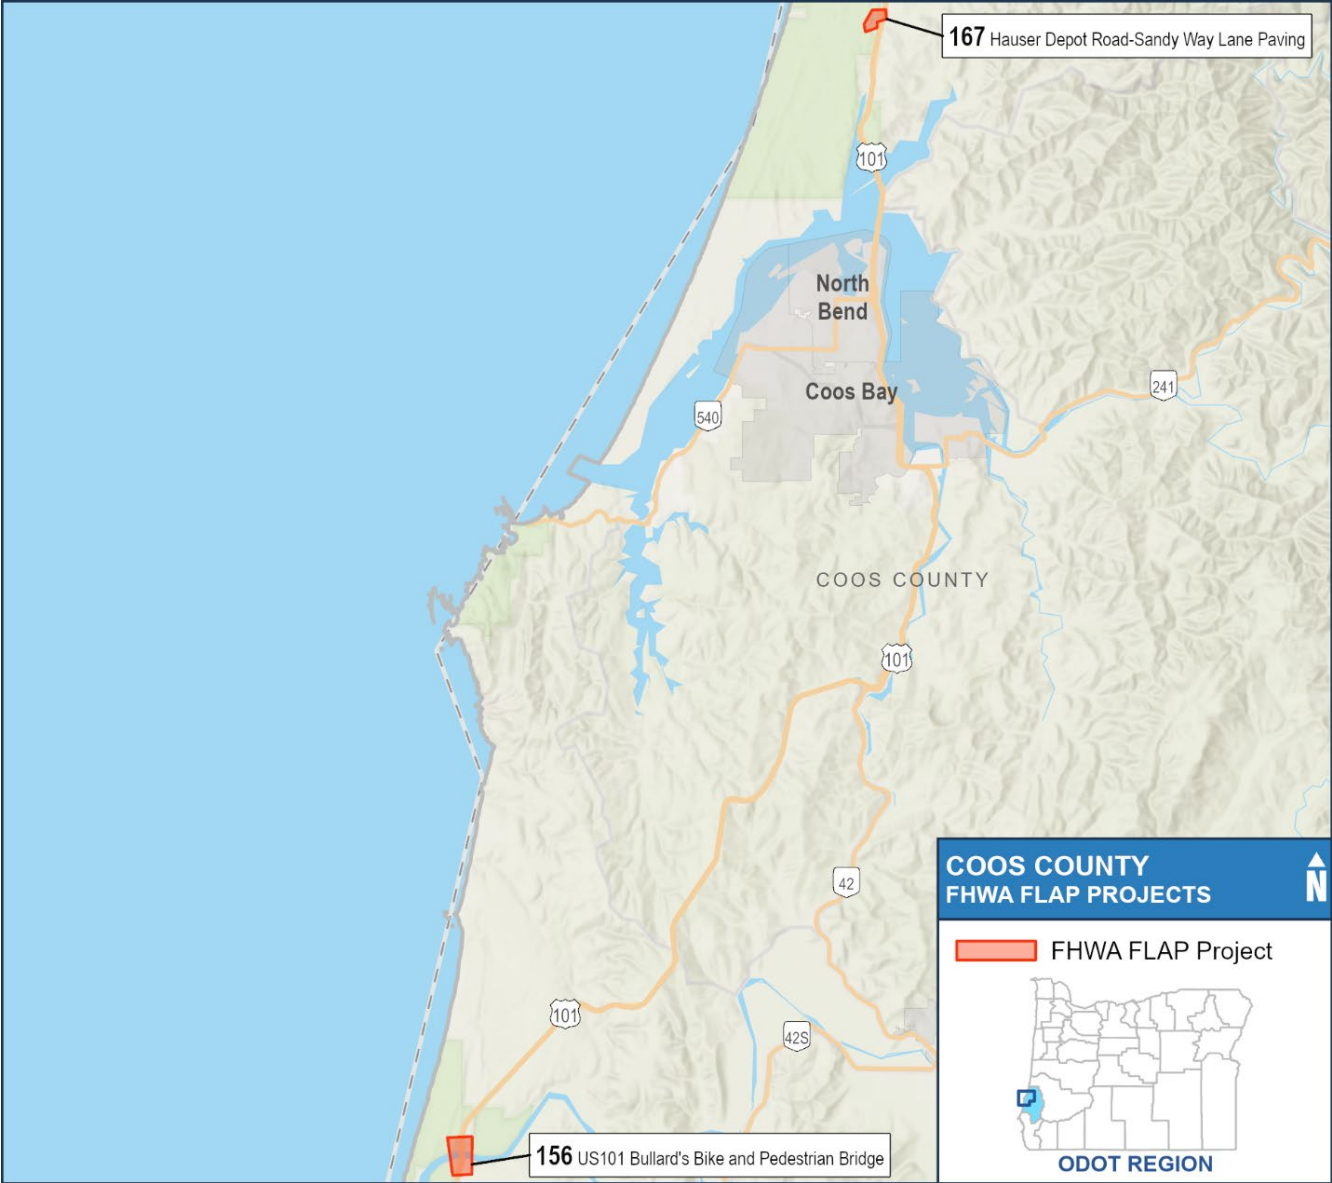 167 Hauser Depot Road-Sandy Way Lane Paving
101
North
Bend
241
Coos Bay
540
COOS COUNTY
101
42
101
42S
156 US101 Bullard's Bike and Pedestrian Bridge
COOS COUNTY
FHWA FLAP PROJECTS
N
FHWA FLAP Project
ODOT REGION